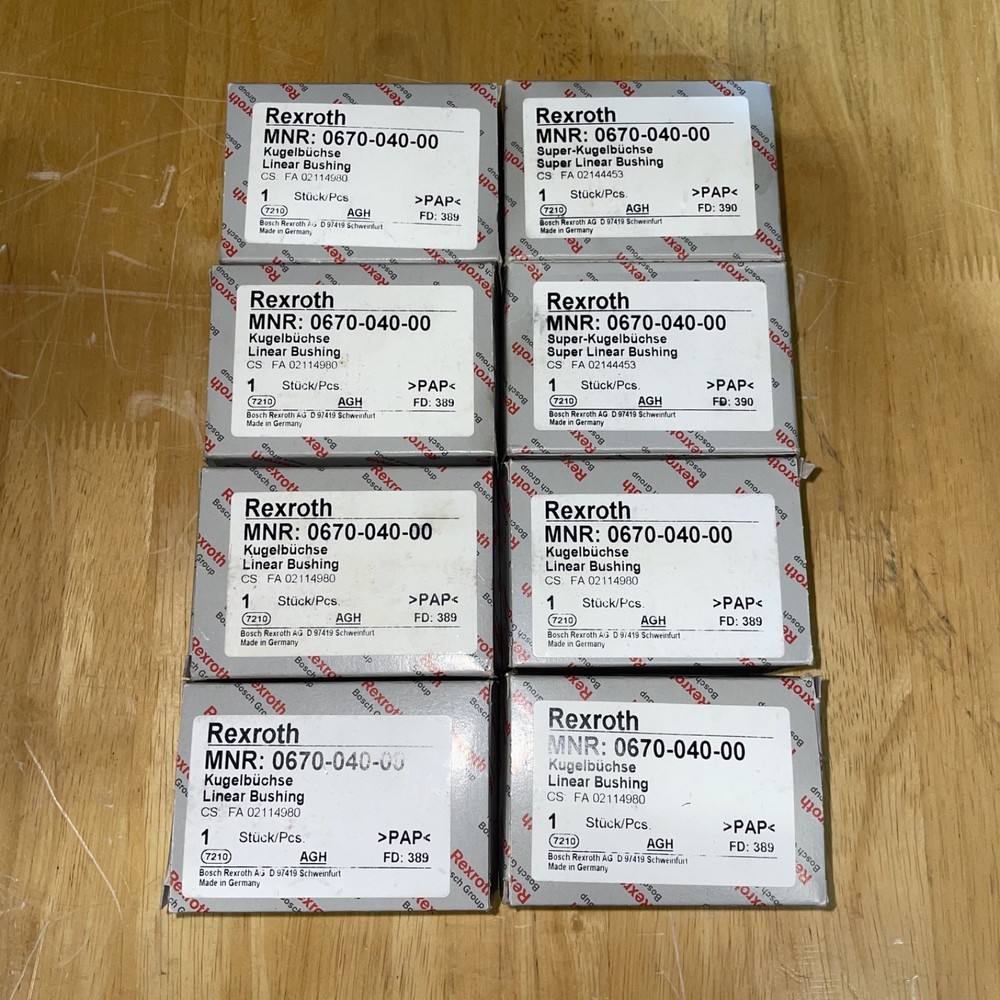 Rexroth
MNR: 0670-040-00
Kugelbüchse
Linear Bushing
CS: FA 02114980
1 Stück/Pcs. >PAP<
7210 AGH FD: 389
Bosch Rexroth AG D 97419 Schweinfurt
Made in Germany
Rexroth
MNR: 0670-040-00
Super-Kugelbüchse
Super Linear Bushing
CS: FA 02144453
1 Stück/Pcs. >PAP<
7210 AGH FD: 390
Bosch Rexroth AG D 97419 Schweinfurt
Made in Germany
Rexroth
MNR: 0670-040-00
Kugelbüchse
Linear Bushing
CS: FA 02114980
1 Stück/Pcs. >PAP<
7210 AGH FD: 389
Bosch Rexroth AG D 97419 Schweinfurt
Made in Germany
Rexroth
MNR: 0670-040-00
Super-Kugelbüchse
Super Linear Bushing
CS: FA 02144453
1 Stück/Pcs. >PAP<
7210 AGH FD: 390
Bosch Rexroth AG D 97419 Schweinfurt
Made in Germany
Rexroth
MNR: 0670-040-00
Kugelbüchse
Linear Bushing
CS: FA 02114980
1 Stück/Pcs. >PAP<
7210 AGH FD: 389
Bosch Rexroth AG D 97419 Schweinfurt
Made in Germany
Rexroth
MNR: 0670-040-00
Kugelbüchse
Linear Bushing
CS: FA 02114980
1 Stück/Pcs. >PAP<
7210 AGH FD: 389
Bosch Rexroth AG D 97419 Schweinfurt
Made in Germany
Rexroth
MNR: 0670-040-00
Kugelbüchse
Linear Bushing
CS: FA 02114980
1 Stück/Pcs. >PAP<
7210 AGH FD: 389
Bosch Rexroth AG D 97419 Schweinfurt
Made in Germany
Rexroth
MNR: 0670-040-00
Kugelbüchse
Linear Bushing
CS: FA 02114980
1 Stück/Pcs. >PAP<
7210 AGH FD: 389
Bosch Rexroth AG D 97419 Schweinfurt
Made in Germany
Rexroth
Bosch Group